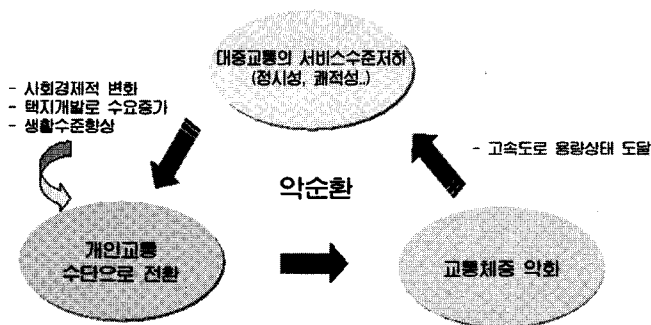 대중교통의 서비스수준저하
(정시성, 쾌적성..)
- 사회경제적 변화
- 택지개발로 수요증가
- 생활수준향상
- 고속도로 용량상태 도달
악순환
개인교통
수단으로 전환
교통체증 악화